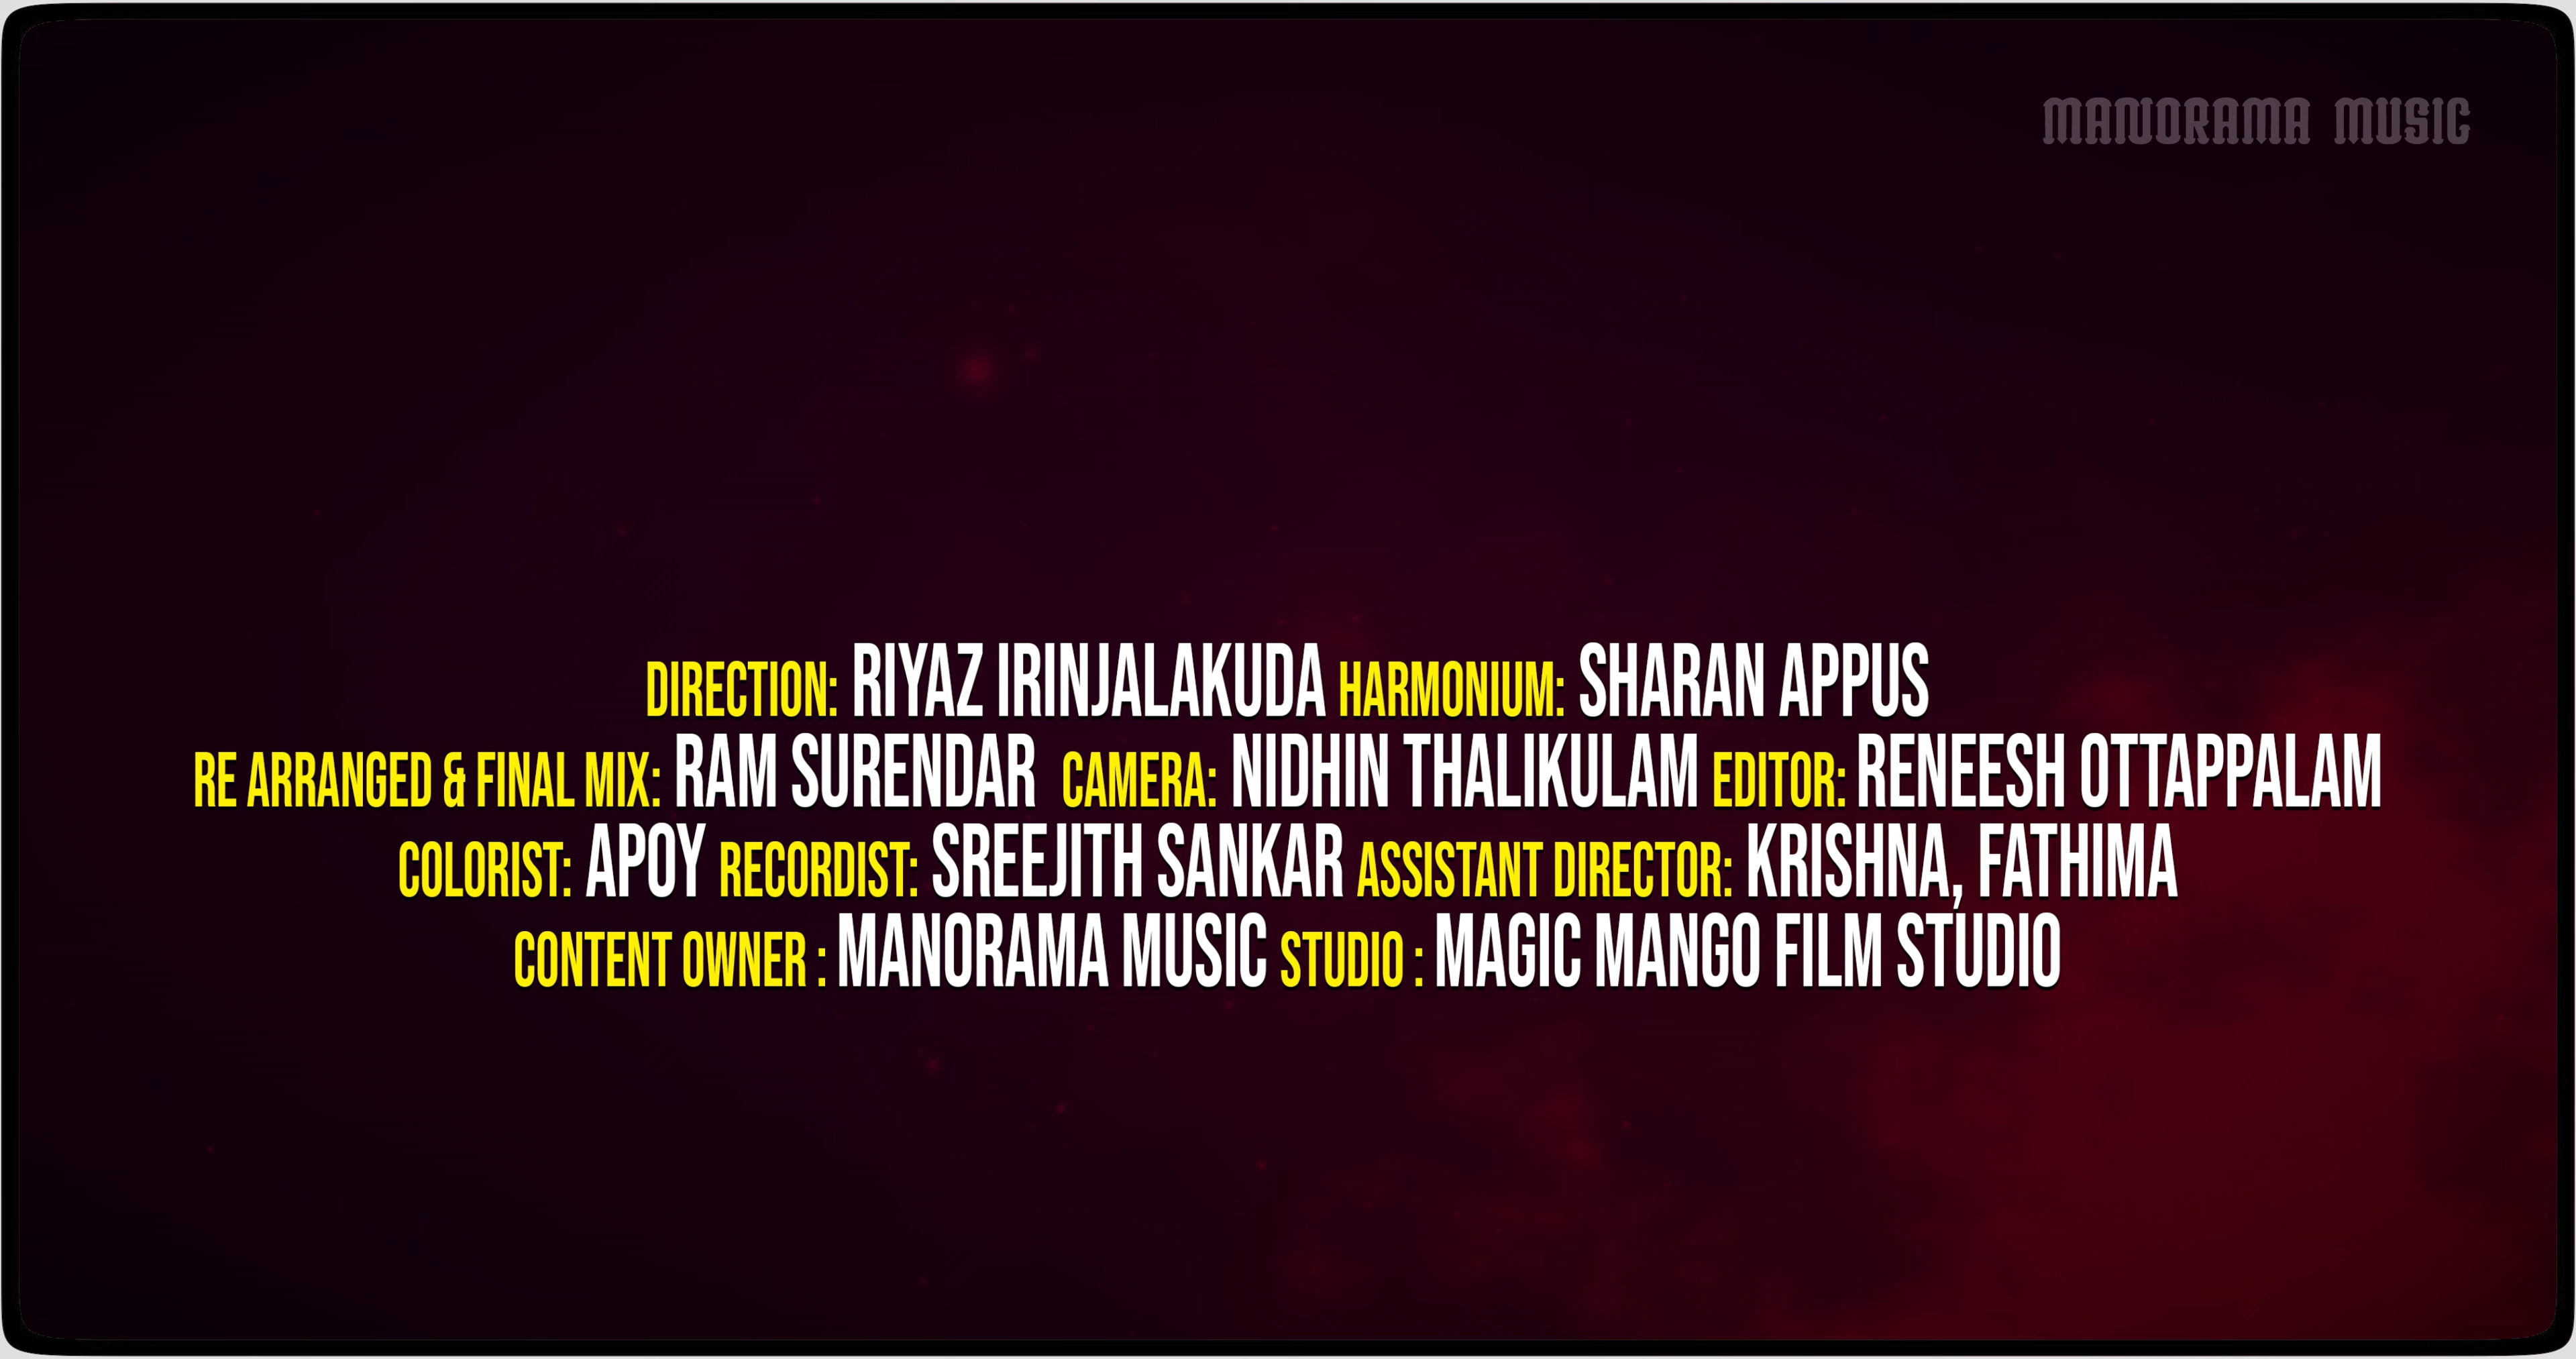 MANORAMA MUSIC
DIRECTION: RIYAZ IRINJALAKUDA HARMONIUM: SHARAN APPUS
RE ARRANGED & FINAL MIX: RAM SURENDAR CAMERA: NIDHIN THALIKULAM EDITOR: RENEESH OTTAPPALAM
COLORIST: APOY RECORDIST: SREEJITH SANKAR ASSISTANT DIRECTOR: KRISHNA, FATHIMA
CONTENT OWNER : MANORAMA MUSIC STUDIO : MAGIC MANGO FILM STUDIO